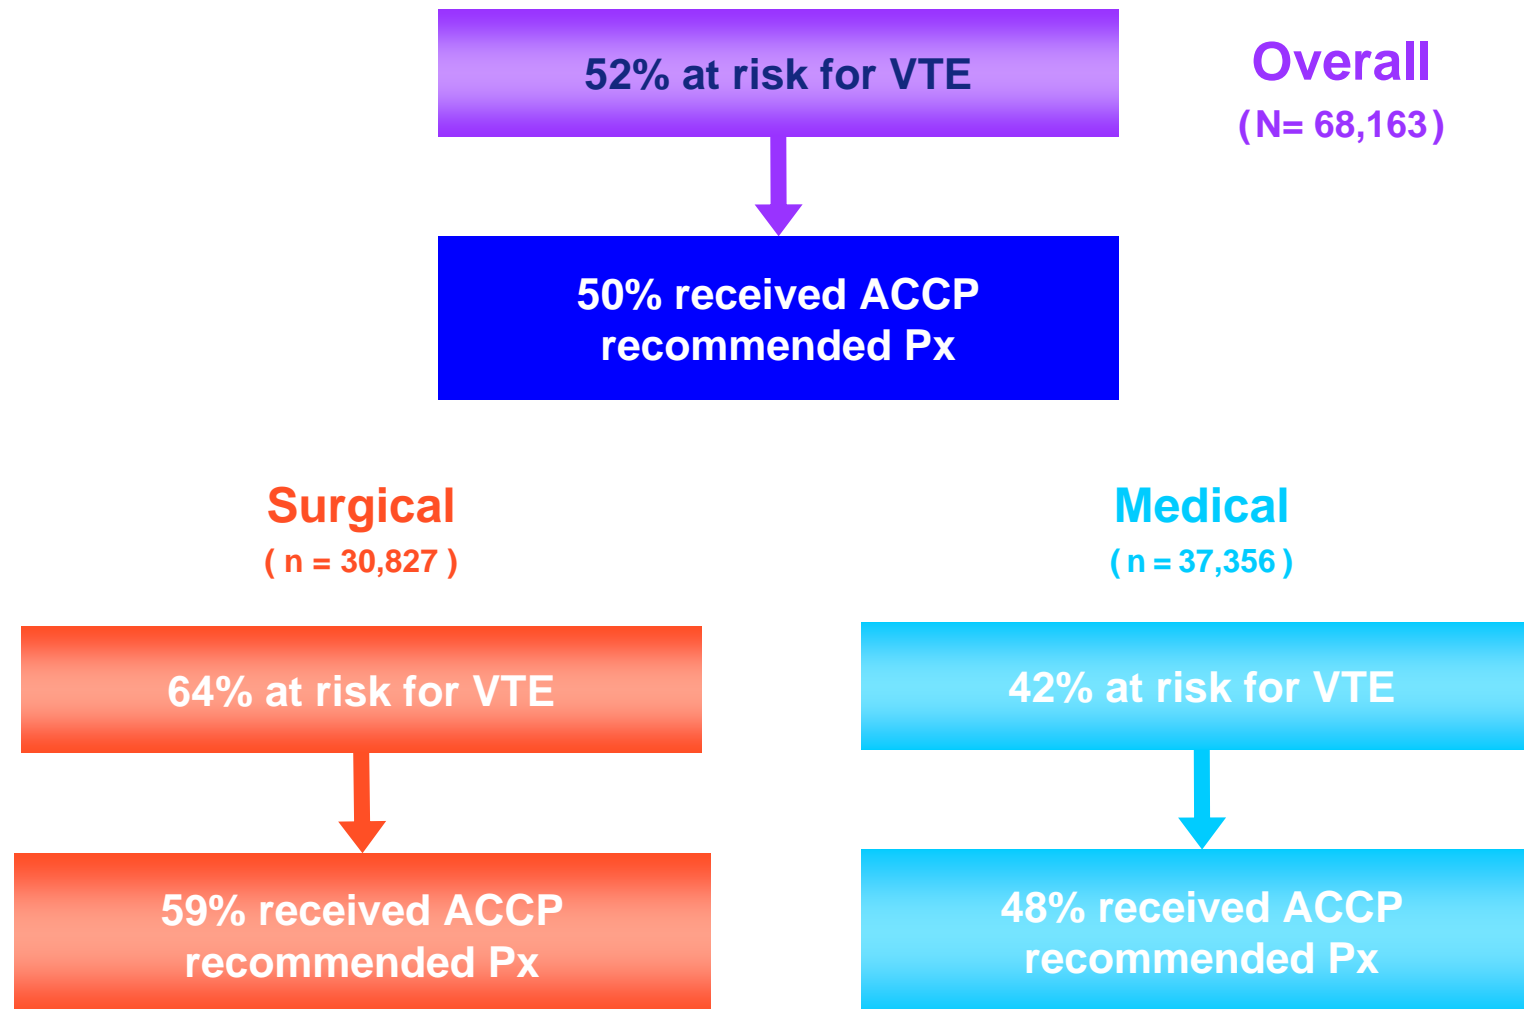 52% at risk for VTE
Overall
(N= 68,163)
50% received ACCP
recommended Px
Surgical
( n = 30,827 )
64% at risk for VTE
59% received ACCP
recommended Px
Medical
( n = 37,356 )
42% at risk for VTE
48% received ACCP
recommended Px